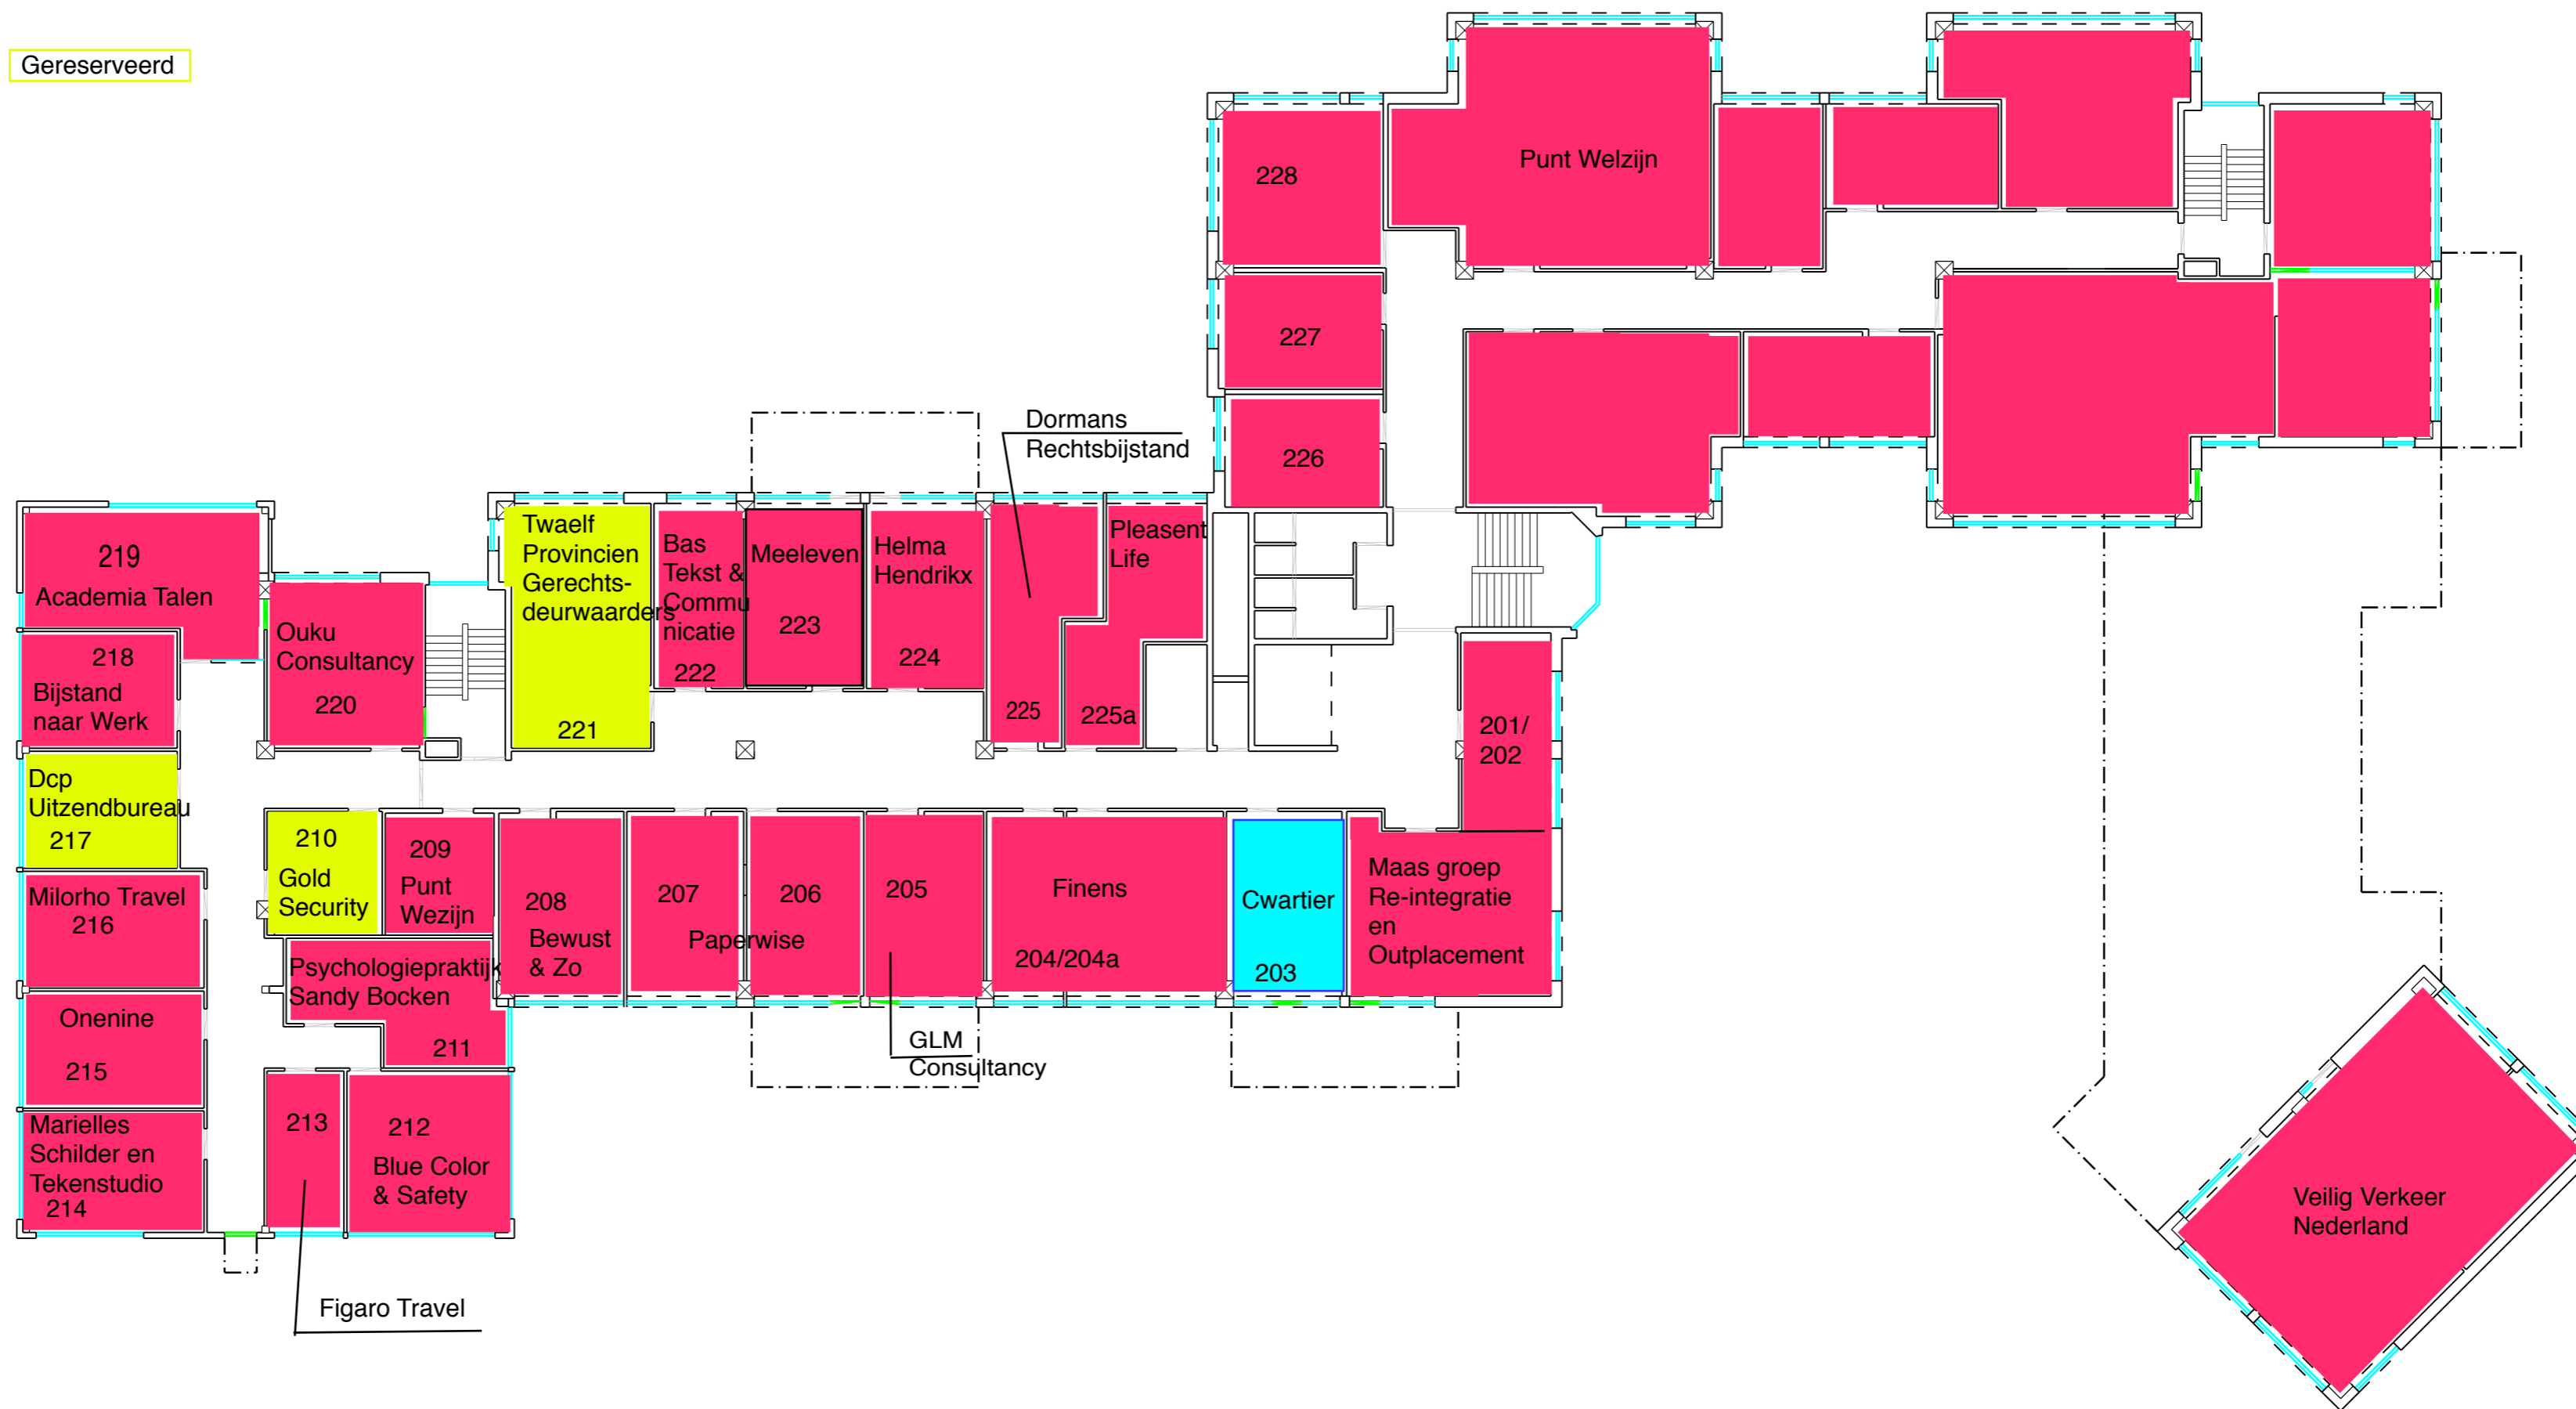 Gereserveerd
Punt Welzijn
228
227
226
Dormans
Rechtsbijstand
219
Academia Talen
218
Bijstand
naar Werk
Ouku
Consultancy
220
Twaelf
Provincien
Gerechts-
deurwaarders
221
Bas
Tekst &
Commu
nicatie
222
Meeleven
223
Helma
Hendrikx
224
225
Pleasent
Life
225a
201/
202
Dcp
Uitzendbureau
217
210
Gold
Security
209
Punt
Wezijn
208
Bewust
& Zo
207
206
Paperwise
205
Finens
204/204a
Cwartier
203
Maas groep
Re-integratie
en
Outplacement
Milorho Travel
216
Psychologiepraktijk
Sandy Bocken
211
Onenine
215
GLM
Consultancy
Marielles
Schilder en
Tekenstudio
214
213
212
Blue Color
& Safety
Figaro Travel
Veilig Verkeer
Nederland